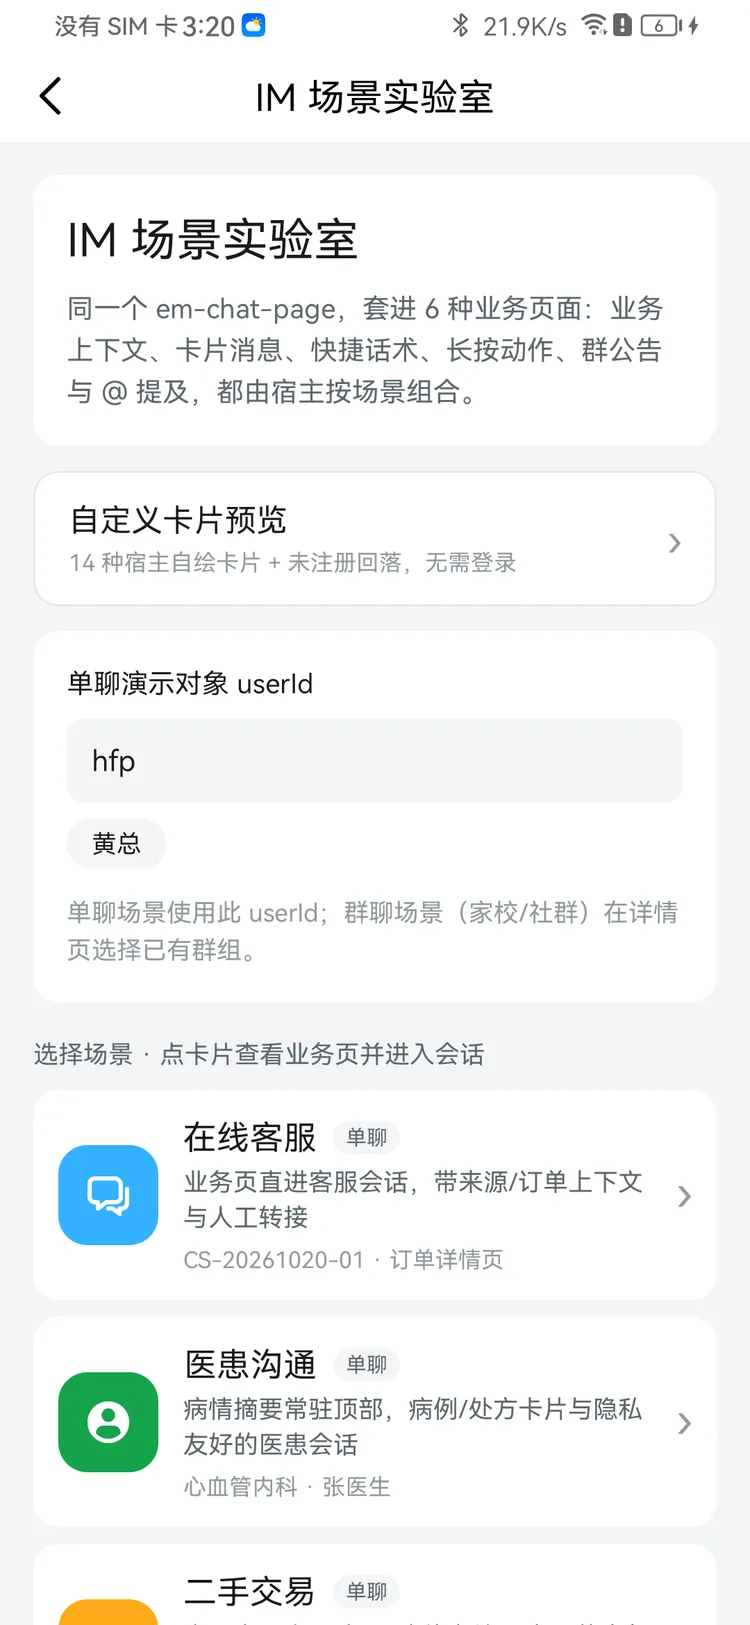 没有 SIM 卡 3:20
21.9K/s
6
IM 场景实验室
IM 场景实验室
同一个 em-chat-page，套进 6 种业务页面：业务
上下文、卡片消息、快捷话术、长按动作、群公告
与 @ 提及，都由宿主按场景组合。
自定义卡片预览
14 种宿主自绘卡片 + 未注册回落，无需登录
单聊演示对象 userId
hfp
黄总
单聊场景使用此 userId；群聊场景（家校/社群）在详情
页选择已有群组。
选择场景 · 点卡片查看业务页并进入会话
在线客服 单聊
业务页直进客服会话，带来源/订单上下文
与人工转接
CS-20261020-01 · 订单详情页
医患沟通 单聊
病情摘要常驻顶部，病例/处方卡片与隐私
友好的医患会话
心血管内科 · 张医生
二手交易 单聊